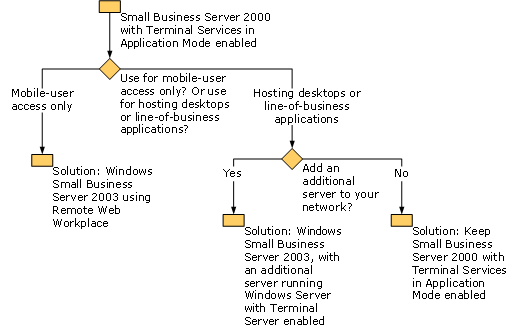 Small Business Server 2000
with Terminal Services in
Application Mode enabled
Use for mobile-user
access only? Or use
for hosting desktops
or line-of-business
applications?
Mobile-user
access only
Hosting desktops or
line-of-business
applications
Solution: Windows
Small Business
Server 2003 using
Remote Web
Workplace
Yes
Add an
additional
server to your
network?
No
Solution: Windows
Small Business
Server 2003, with
an additional
server running
Windows Server
with Terminal
Server enabled
Solution: Keep
Small Business
Server 2000 with
Terminal Services
in Application
Mode enabled